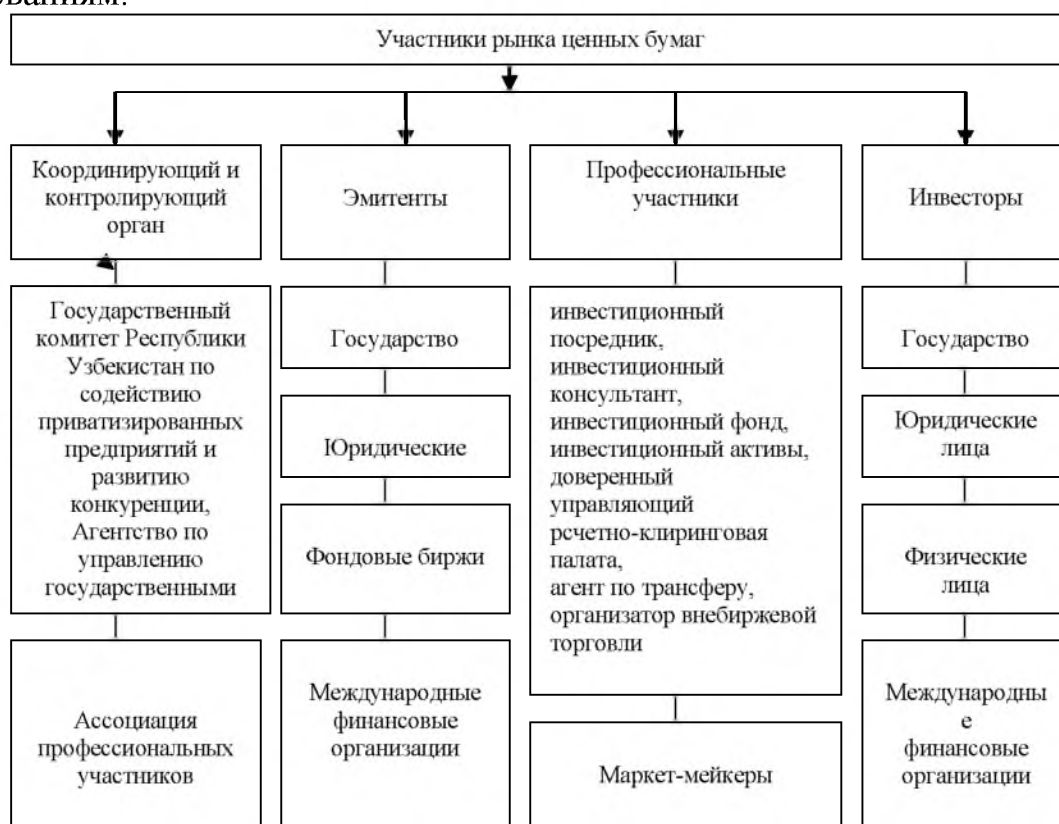 ованиям.
Участники рынка ценных бумаг
Координирующий и
контролирующий
орган
Эмитенты
Профессиональные
участники
Инвесторы
Государственный
комитет Республики
Узбекистан по
содействию
приватизированных
предприятий и
развитию
конкуренции,
Агентство по
управлению
государственными
Ассоциация
профессиональных
участников
Государство
Юридические
Фондовые биржи
Международные
финансовые
организации
инвестиционный
посредник,
инвестиционный
консультант,
инвестиционный фонд,
инвестиционный активы,
доверенный
управляющий
рсчетно-клиринговая
палата,
агент по трансферу,
организатор внебиржевой
торговли
Маркет-мейкеры
Государство
Юридические
лица
Физические
лица
Международны
е
финансовые
организации